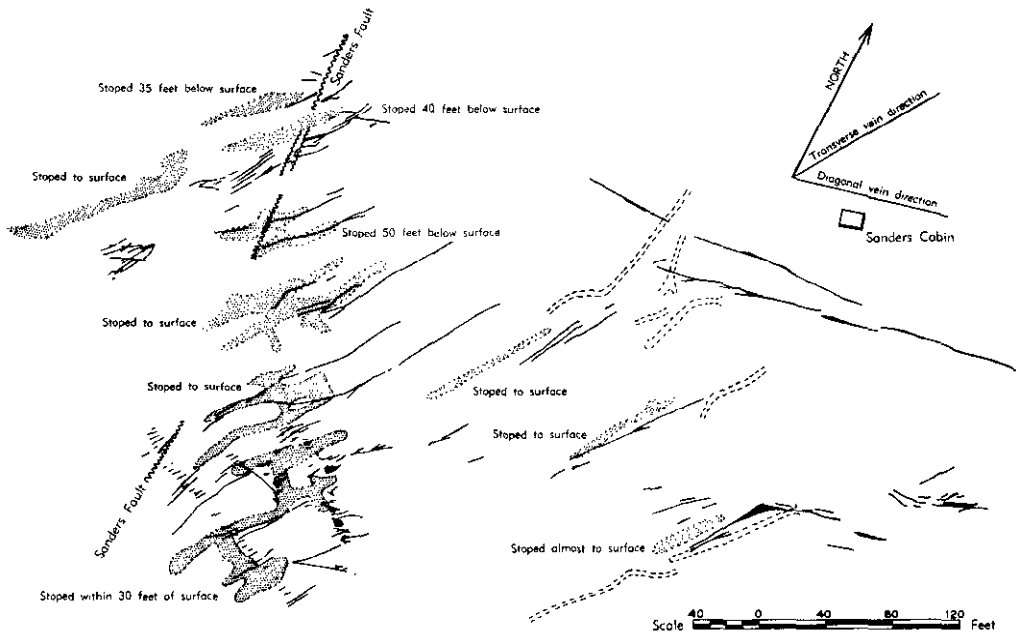 Sanders Fault
Stoped 35 feet below surface
Stoped 40 feet below surface
NORTH
Transverse vein direction
Diagonal vein direction
Sanders Cabin
Stoped to surface
Stoped 50 feet below surface
Stoped to surface
Stoped to surface
Stoped to surface
Stoped to surface
Sanders Fault
Stoped almost to surface
Stoped within 30 feet of surface
Scale 40 0 40 80 120 Feet